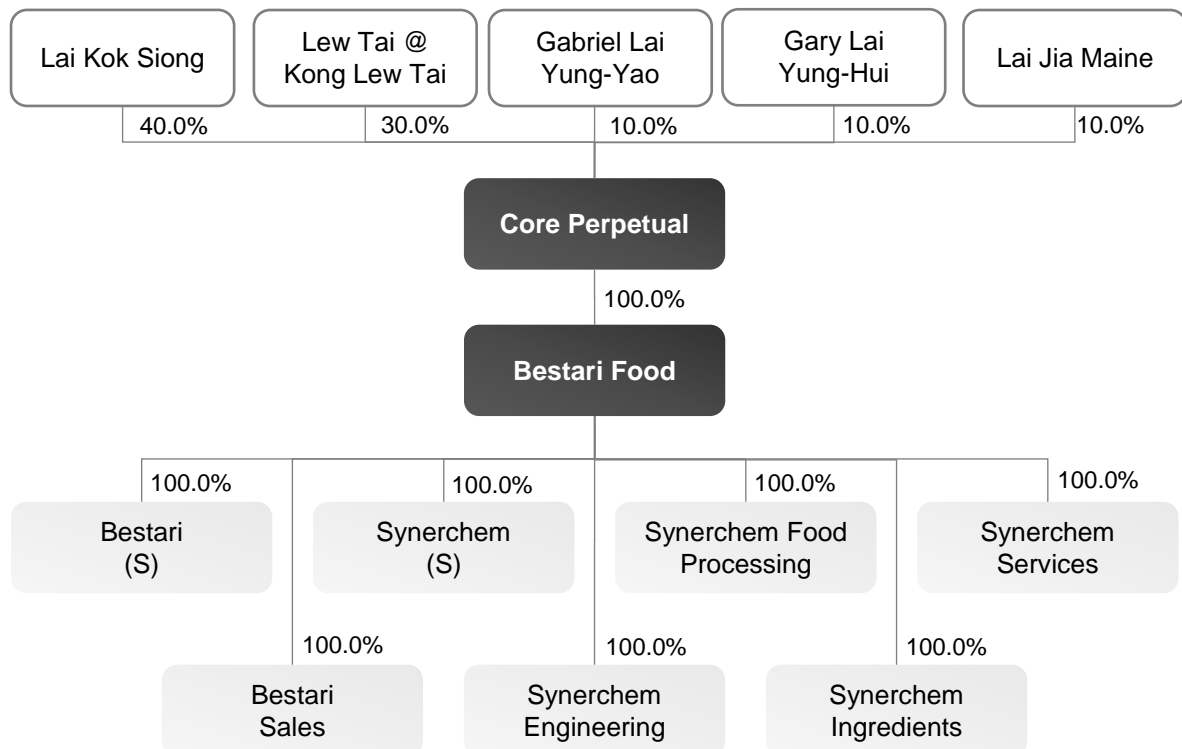 Lai Kok Siong
Lew Tai @
Kong Lew Tai
Gabriel Lai
Yung-Yao
Gary Lai
Yung-Hui
Lai Jia Maine
40.0%
30.0%
10.0%
10.0%
10.0%
Core Perpetual
100.0%
Bestari Food
100.0%
100.0%
100.0%
100.0%
Bestari
(S)
Synerchem
(S)
Synerchem Food
Processing
Synerchem
Services
100.0%
100.0%
100.0%
Bestari
Sales
Synerchem
Engineering
Synerchem
Ingredients